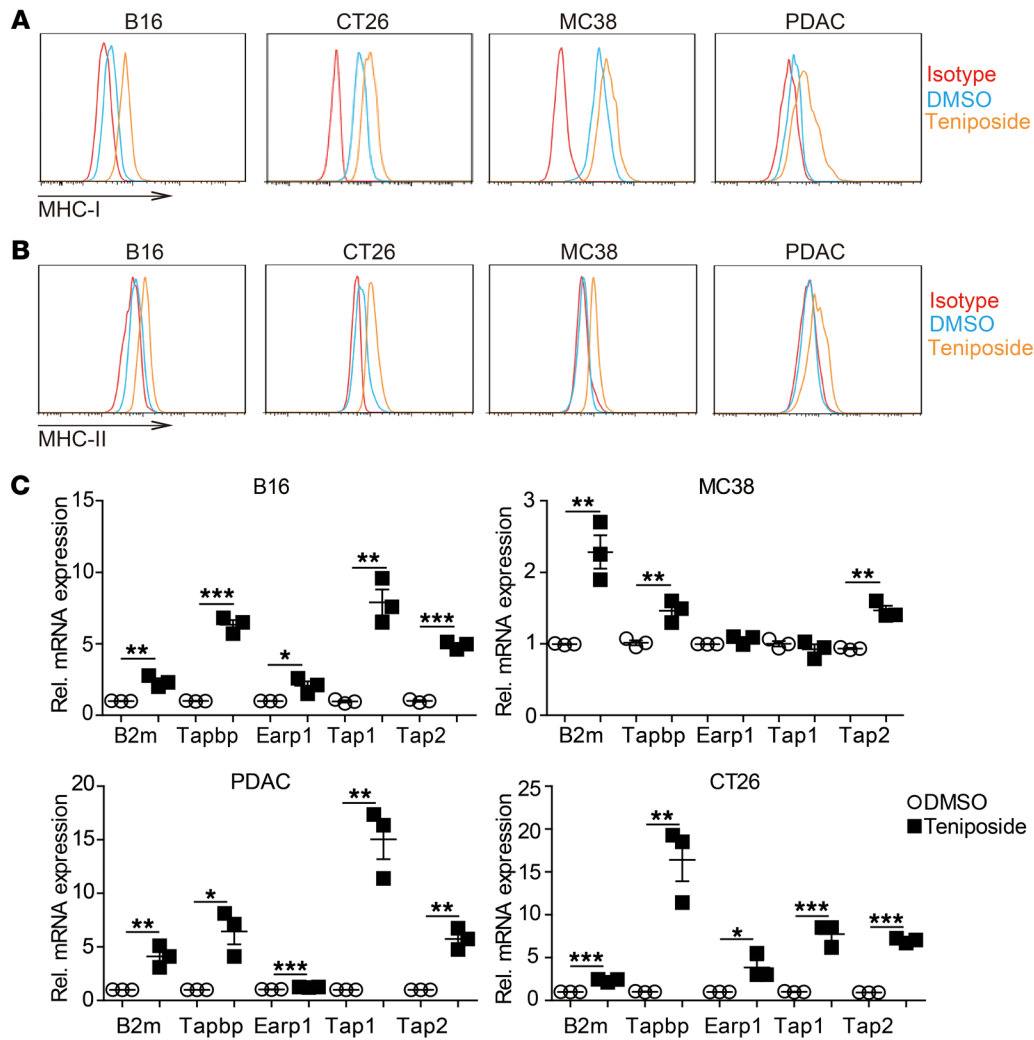 A
B16 CT26 MC38 PDAC
Isotype
DMSO
Teniposide
MHC-I
B
B16 CT26 MC38 PDAC
Isotype
DMSO
Teniposide
MHC-II
C
B16
Rel. mRNA expression
15
10
5
0
** *** * ** ***
B2m Tapbp Earp1 Tap1 Tap2
MC38
Rel. mRNA expression
3
2
1
0
** ** **
B2m Tapbp Earp1 Tap1 Tap2
PDAC
Rel. mRNA expression
20
15
10
5
0
** * *** ** **
B2m Tapbp Earp1 Tap1 Tap2
CT26
Rel. mRNA expression
25
20
15
10
5
0
*** ** * *** ***
B2m Tapbp Earp1 Tap1 Tap2
DMSO
Teniposide